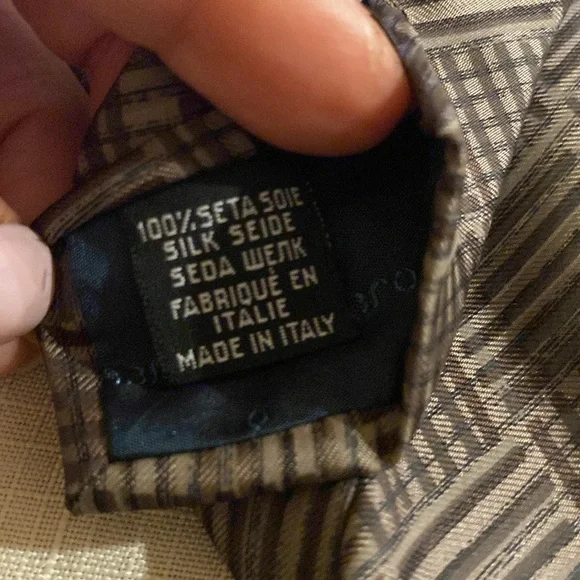 100% SETA SOIE
SILK SEIDE
SEDA ШЕЛК
FABRIQUÉ EN
ITALIE
MADE IN ITALY